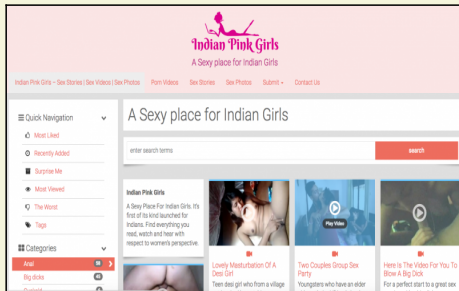 Indian Pink Girls
A Sexy place for Indian Girls
Indian Pink Girls – Sex Stories | Sex Videos | Sex Photos Porn Videos Sex Stories Sex Photos Submit Contact Us
Quick Navigation
Most Liked
Recently Added
Surprise Me
Most Viewed
The Worst
Tags
Categories
Anal
Big dicks
A Sexy place for Indian Girls
enter search terms search
Indian Pink Girls
A Sexy Place For Indian Girls. It's
first of its kind launched for
Indians. Find everything you
read, watch and hear with
respect to women's perspective.
Lovely Masturbation Of A
Desi Girl
Teen desi girl who from a village
Play Video
Two Couples Group Sex
Party
Youngsters who have an elder
Here Is The Video For You To
Blow A Big Dick
For a perfect start to a great sex